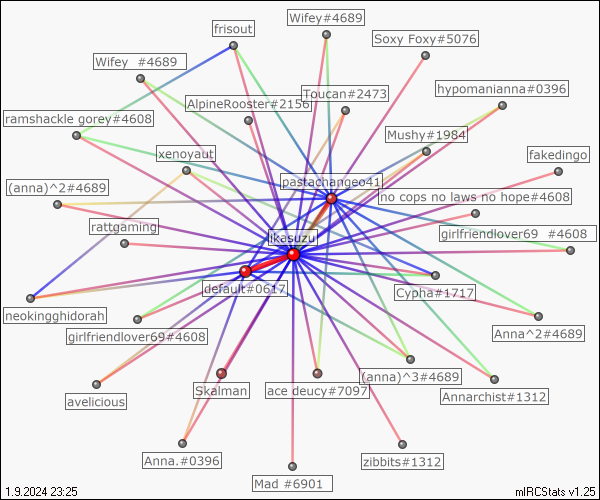 Wifey#4689
frisout
Soxy Foxy#5076
Wifey  #4689
hypomanianna#0396
Toucan#2473
AlpineRooster#2156
ramshackle gorey#4608
Mushy#1984
xenoyaut
fakedingo
pastachangeo41
(anna)^2#4689
no cops no laws no hope#4608
rattgaming
likasuzu
girlfriendlover69  #4608
default#0617
Cypha#1717
neokingghidorah
girlfriendlover69#4608
Anna^2#4689
(anna)^3#4689
Skalman
ace deucy#7097
Annarchist#1312
avelicious
Anna.#0396
zibbits#1312
Mad #6901
1.9.2024 23:25
mIRCStats v1.25